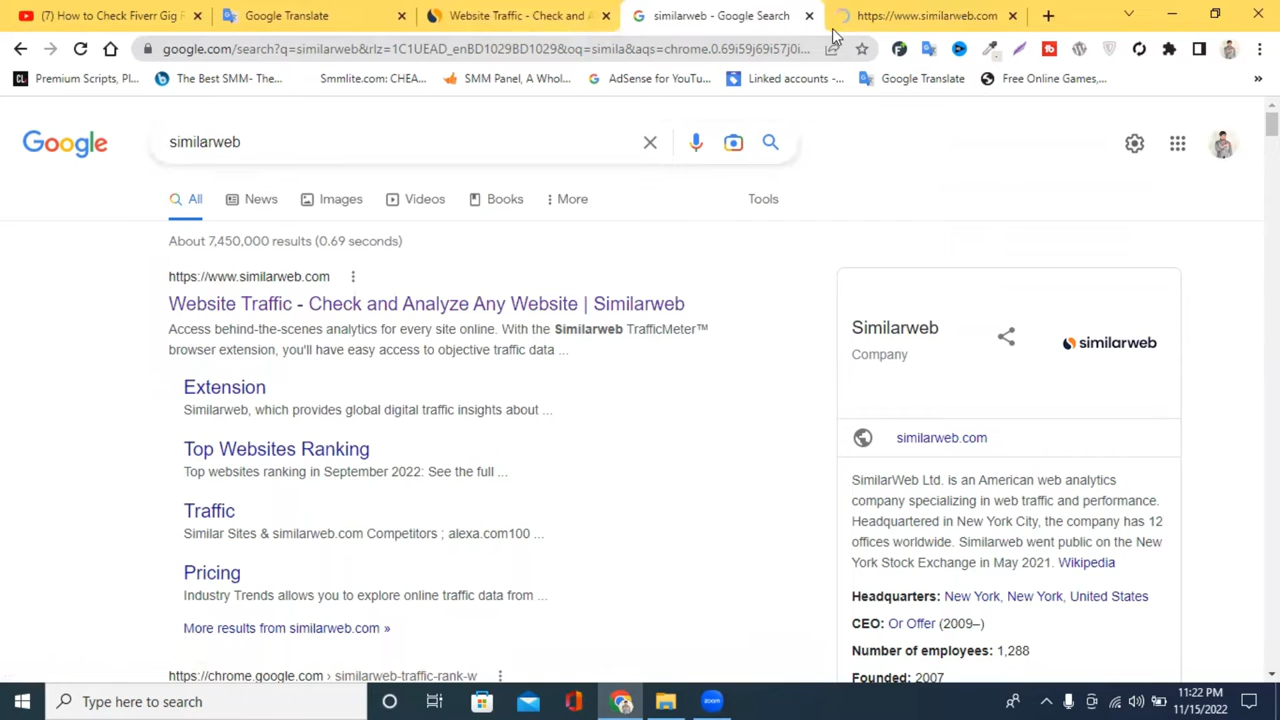 (7) How to Check Fiverr Gig F
Google Translate
Website Traffic - Check and A
similarweb - Google Search
https://www.similarweb.com
google.com/search?q=similarweb&rlz=1C1UEAD_enBD1029BD1029&oq=simila&aqs=chrome.0.69i59j69i57j0i...
Premium Scripts, Pl...
The Best SMM- The...
Smmlite.com: CHEA...
SMM Panel, A Whol...
AdSense for YouTu...
Linked accounts -...
Google Translate
Free Online Games,...
Google
similarweb
All
News
Images
Videos
Books
More
Tools
About 7,450,000 results (0.69 seconds)
https://www.similarweb.com
Website Traffic - Check and Analyze Any Website | Similarweb
Access behind-the-scenes analytics for every site online. With the Similarweb TrafficMeter™
browser extension, you'll have easy access to objective traffic data ...
Extension
Similarweb, which provides global digital traffic insights about ...
Top Websites Ranking
Top websites ranking in September 2022: See the full ...
Traffic
Similar Sites & similarweb.com Competitors ; alexa.com100 ...
Pricing
Industry Trends allows you to explore online traffic data from ...
More results from similarweb.com »
https://chrome.google.com › similarweb-traffic-rank-w
Similarweb
Company
similarweb
similarweb.com
SimilarWeb Ltd. is an American web analytics
company specializing in web traffic and performance.
Headquartered in New York City, the company has 12
offices worldwide. Similarweb went public on the New
York Stock Exchange in May 2021. Wikipedia
Headquarters: New York, New York, United States
CEO: Or Offer (2009–)
Number of employees: 1,288
Founded: 2007
Type here to search
zoom
11:22 PM
11/15/2022